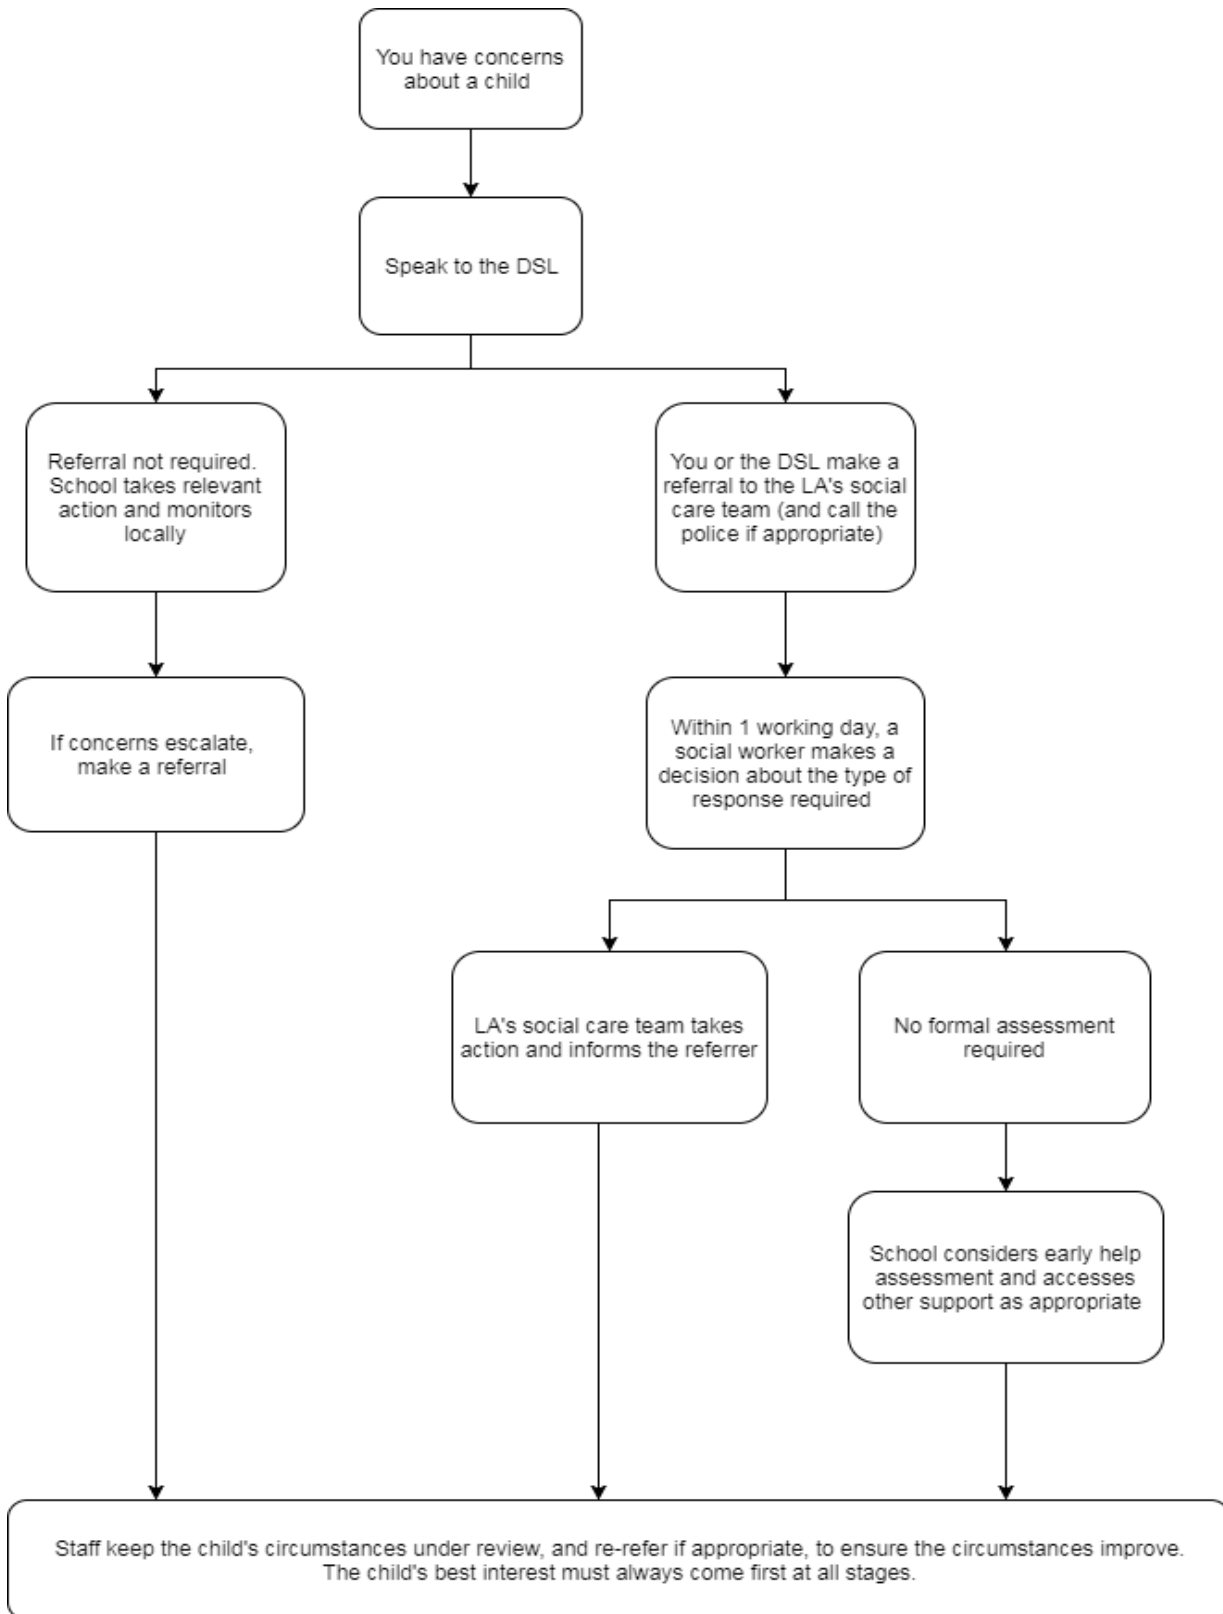 You have concerns
about a child
Speak to the DSL
Referral not required.
School takes relevant
action and monitors
locally
You or the DSL make a
referral to the LA's social
care team (and call the
police if appropriate)
If concerns escalate,
make a referral
Within 1 working day, a
social worker makes a
decision about the type of
response required
LA's social care team takes
action and informs the referrer
No formal assessment
required
School considers early help
assessment and accesses
other support as appropriate
Staff keep the child's circumstances under review, and re-refer if appropriate, to ensure the circumstances improve.
The child's best interest must always come first at all stages.